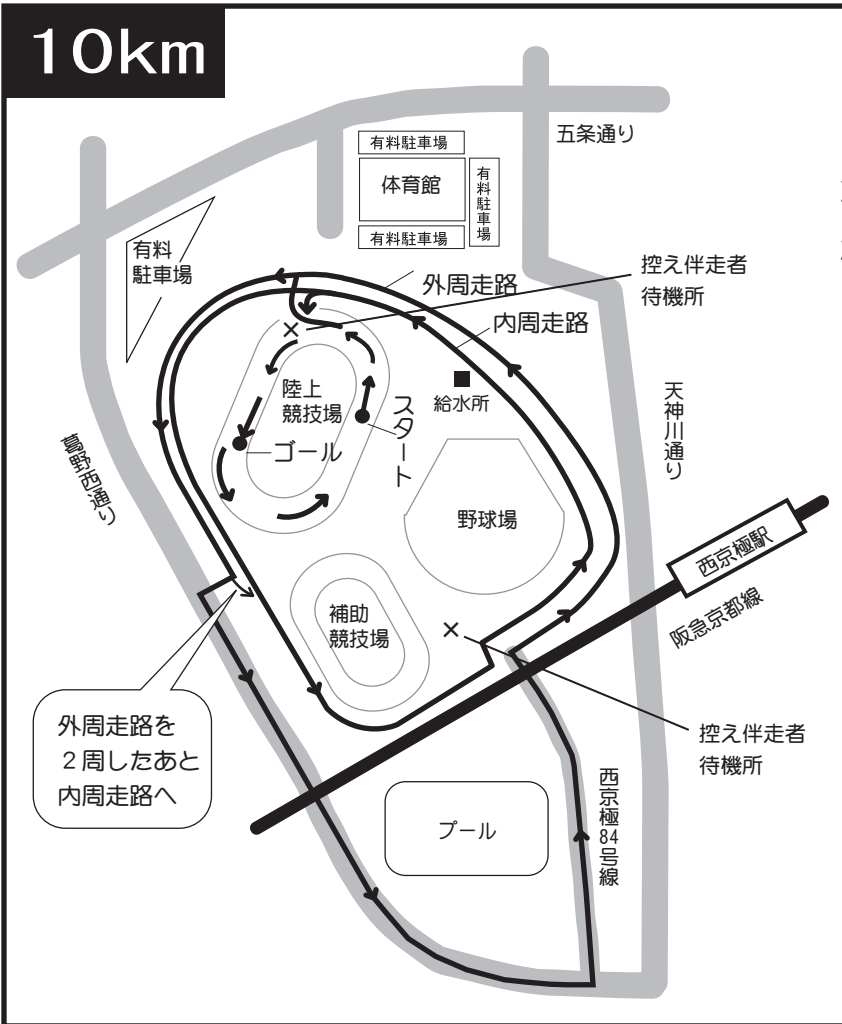 10km
五条通り
有料駐車場
体育館
有料駐車場
有料駐車場
有料
駐車場
控え伴走者
待機所
外周走路
内周走路
陸上
競技場
スタート
ゴール
給水所
天神川通り
葛野西通り
野球場
西京極駅
阪急京都線
補助
競技場
外周走路を
２周したあと
内周走路へ
控え伴走者
待機所
西京極84号線
プール